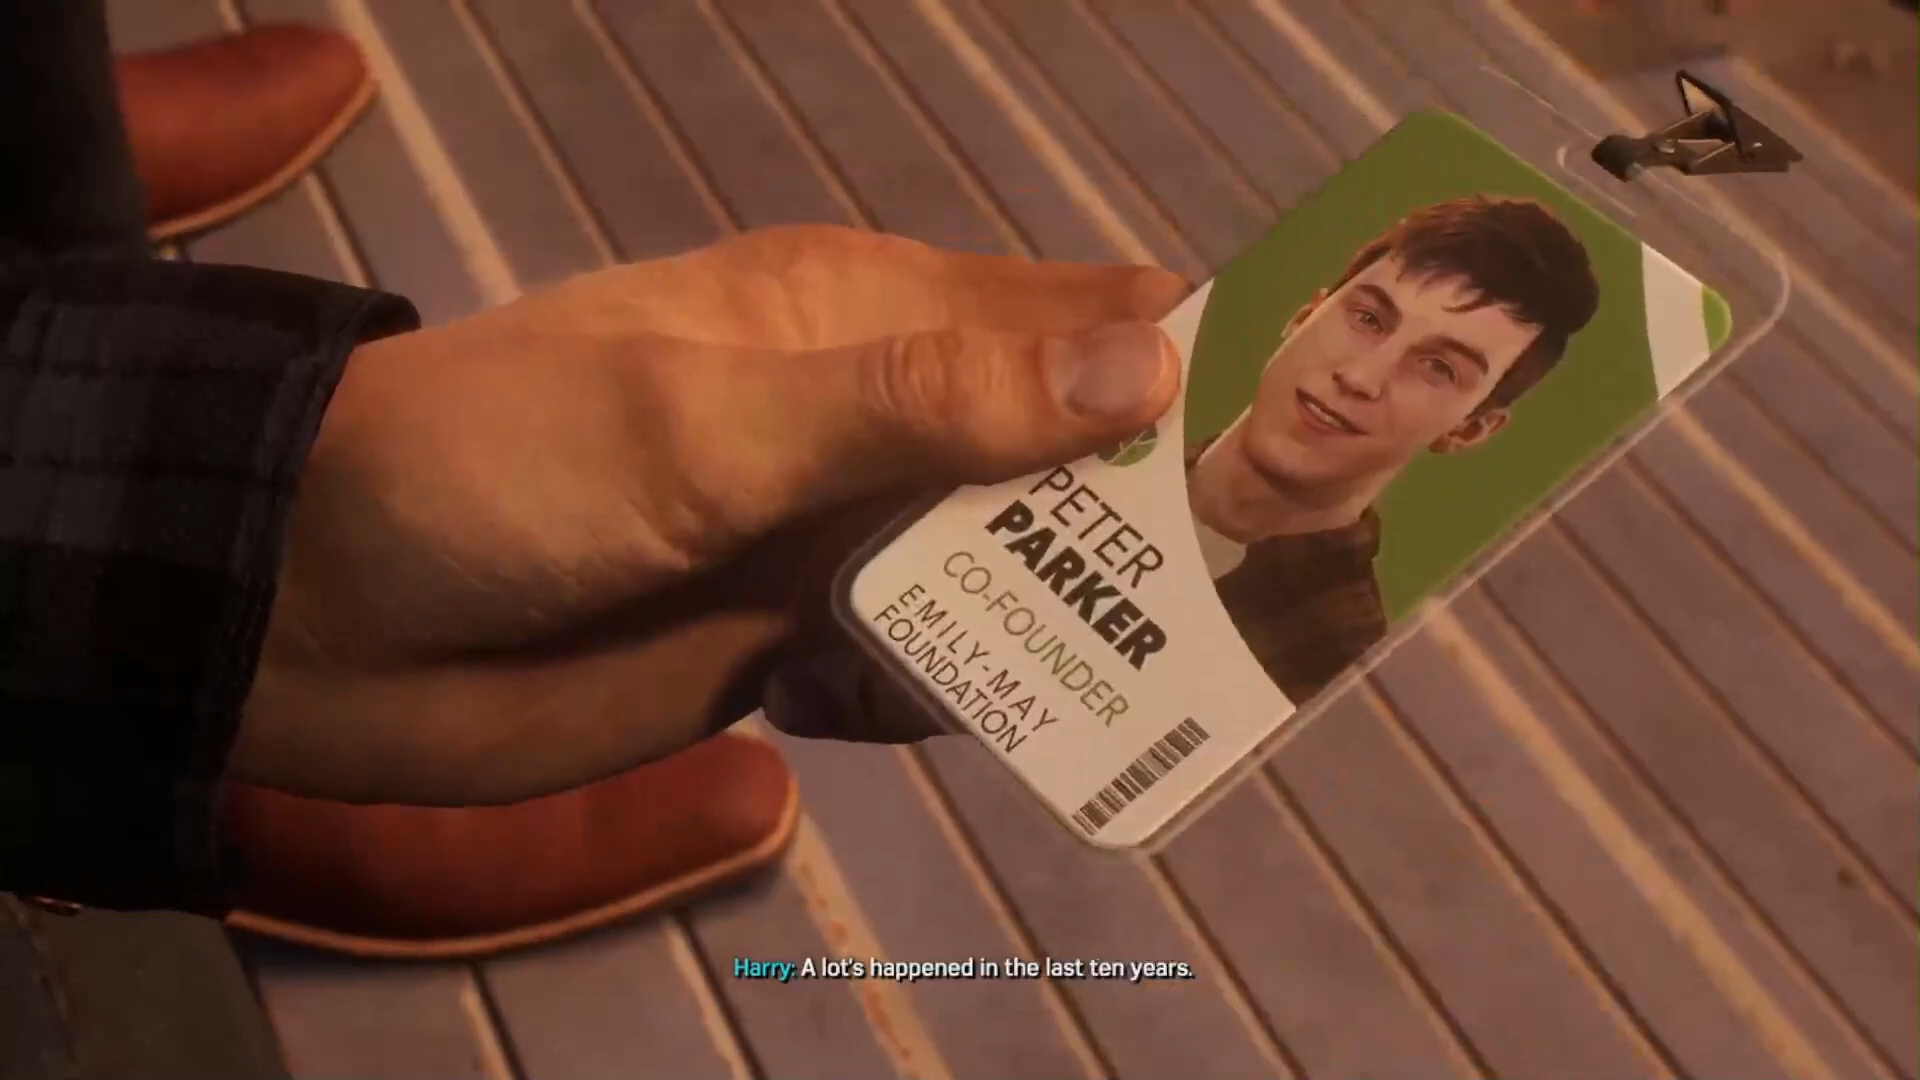 PETER
PARKER
CO-FOUNDER
EMILY-MAY
FOUNDATION
Harry: A lot's happened in the last ten years.